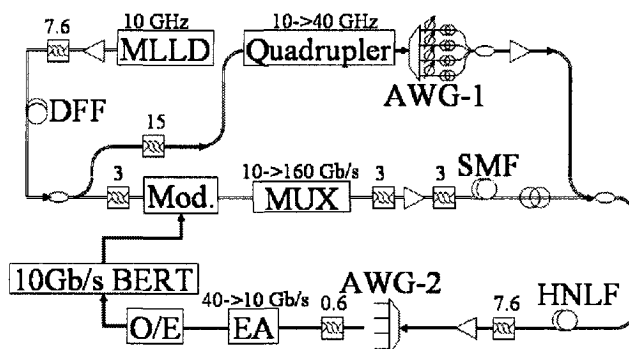 7.6
10 GHz
MLLD
10->40 GHz
Quadrupler
AWG-1
DFF
15
3
Mod.
10->160 Gb/s
MUX
3
3
SMF
10Gb/s BERT
O/E
40->10 Gb/s
EA
0.6
AWG-2
7.6
HNLF